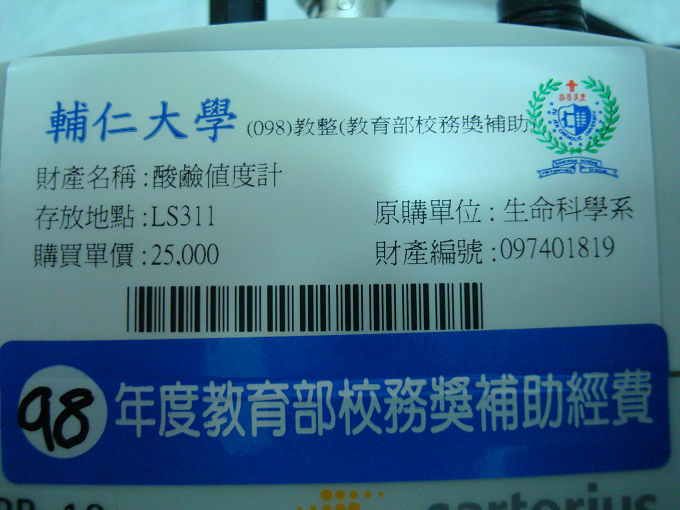 輔仁大學 (098)教整(教育部校務獎補助
財產名稱:酸鹼值度計
存放地點:LS311 原購單位:生命科學系
購買單價:25,000 財產編號:097401819
98 年度教育部校務獎補助經費
sartorius